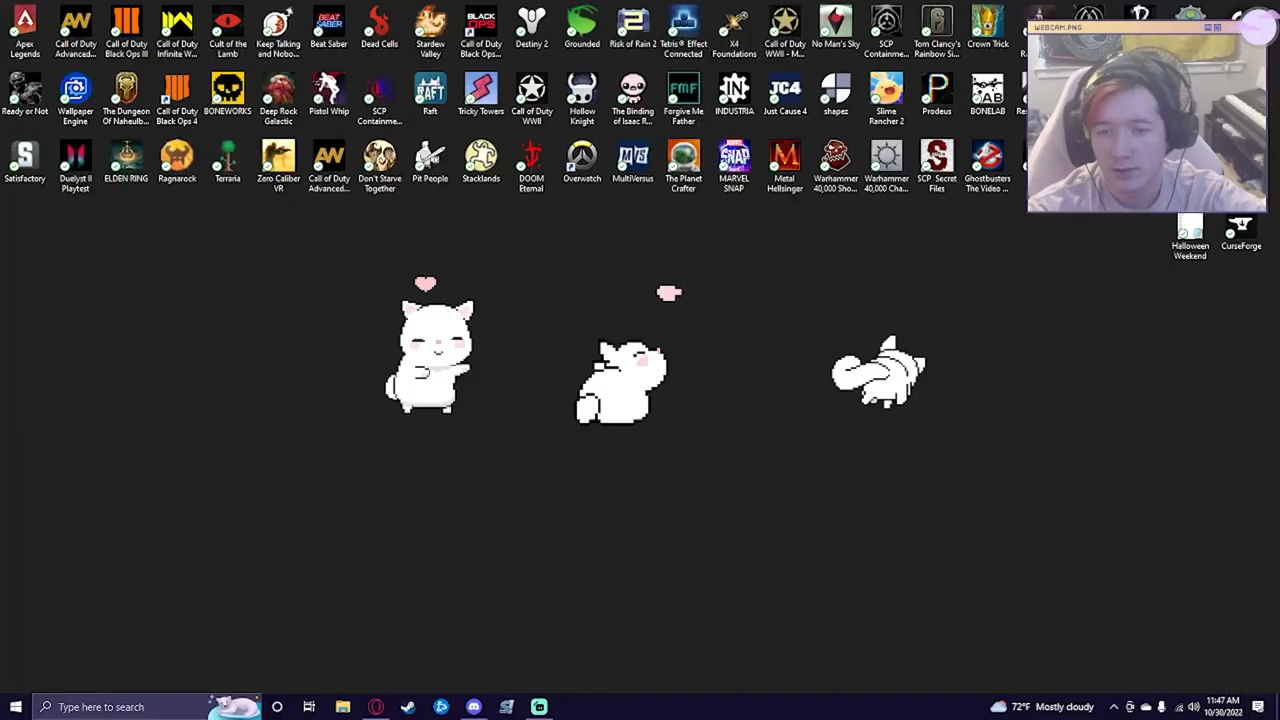 Apex
Legends
Call of Duty
Advanced...
Call of Duty
Black Ops III
Call of Duty
Infinite W...
Cult of the
Lamb
Keep Talking
and Nobo...
Beat Saber
Dead Cells
Stardew
Valley
Call of Duty
Black Ops...
Destiny 2
Grounded
Risk of Rain 2
Tetris® Effect
Connected
X4
Foundations
Call of Duty
WWII - M...
No Man's Sky
SCP
Containme...
Tom Clancy's
Rainbow Si...
Crown Trick
WEBCAM.PNG
Ready or Not
Wallpaper
Engine
The Dungeon
Of Naheulb...
Call of Duty
Black Ops 4
BONEWORKS
Deep Rock
Galactic
Pistol Whip
SCP
Containme...
Raft
Tricky Towers
Call of Duty
WWII
Hollow
Knight
The Binding
of Isaac R...
Forgive Me
Father
INDUSTRIA
Just Cause 4
shapez
Slime
Rancher 2
Prodeus
BONELAB
Satisfactory
Duelyst II
Playtest
ELDEN RING
Ragnarock
Terraria
Zero Caliber
VR
Call of Duty
Advanced...
Don't Starve
Together
Pit People
Stacklands
DOOM
Eternal
Overwatch
MultiVersus
The Planet
Crafter
MARVEL
SNAP
Metal
Hellsinger
Warhammer
40,000 Sho...
Warhammer
40,000 Cha...
SCP: Secret
Files
Ghostbusters
The Video ...
Halloween
Weekend
CurseForge
Type here to search
72°F Mostly cloudy
11:47 AM
10/30/2022